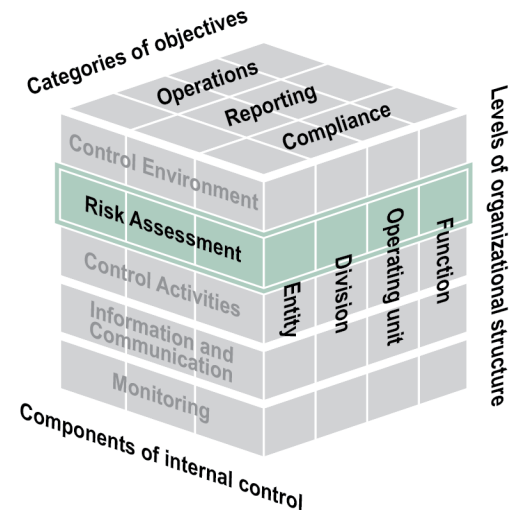 Categories of objectives
Operations
Reporting
Compliance
Control Environment
Risk Assessment
Control Activities
Information and
Communication
Monitoring
Entity
Division
Operating unit
Function
Levels of organizational structure
Components of internal control